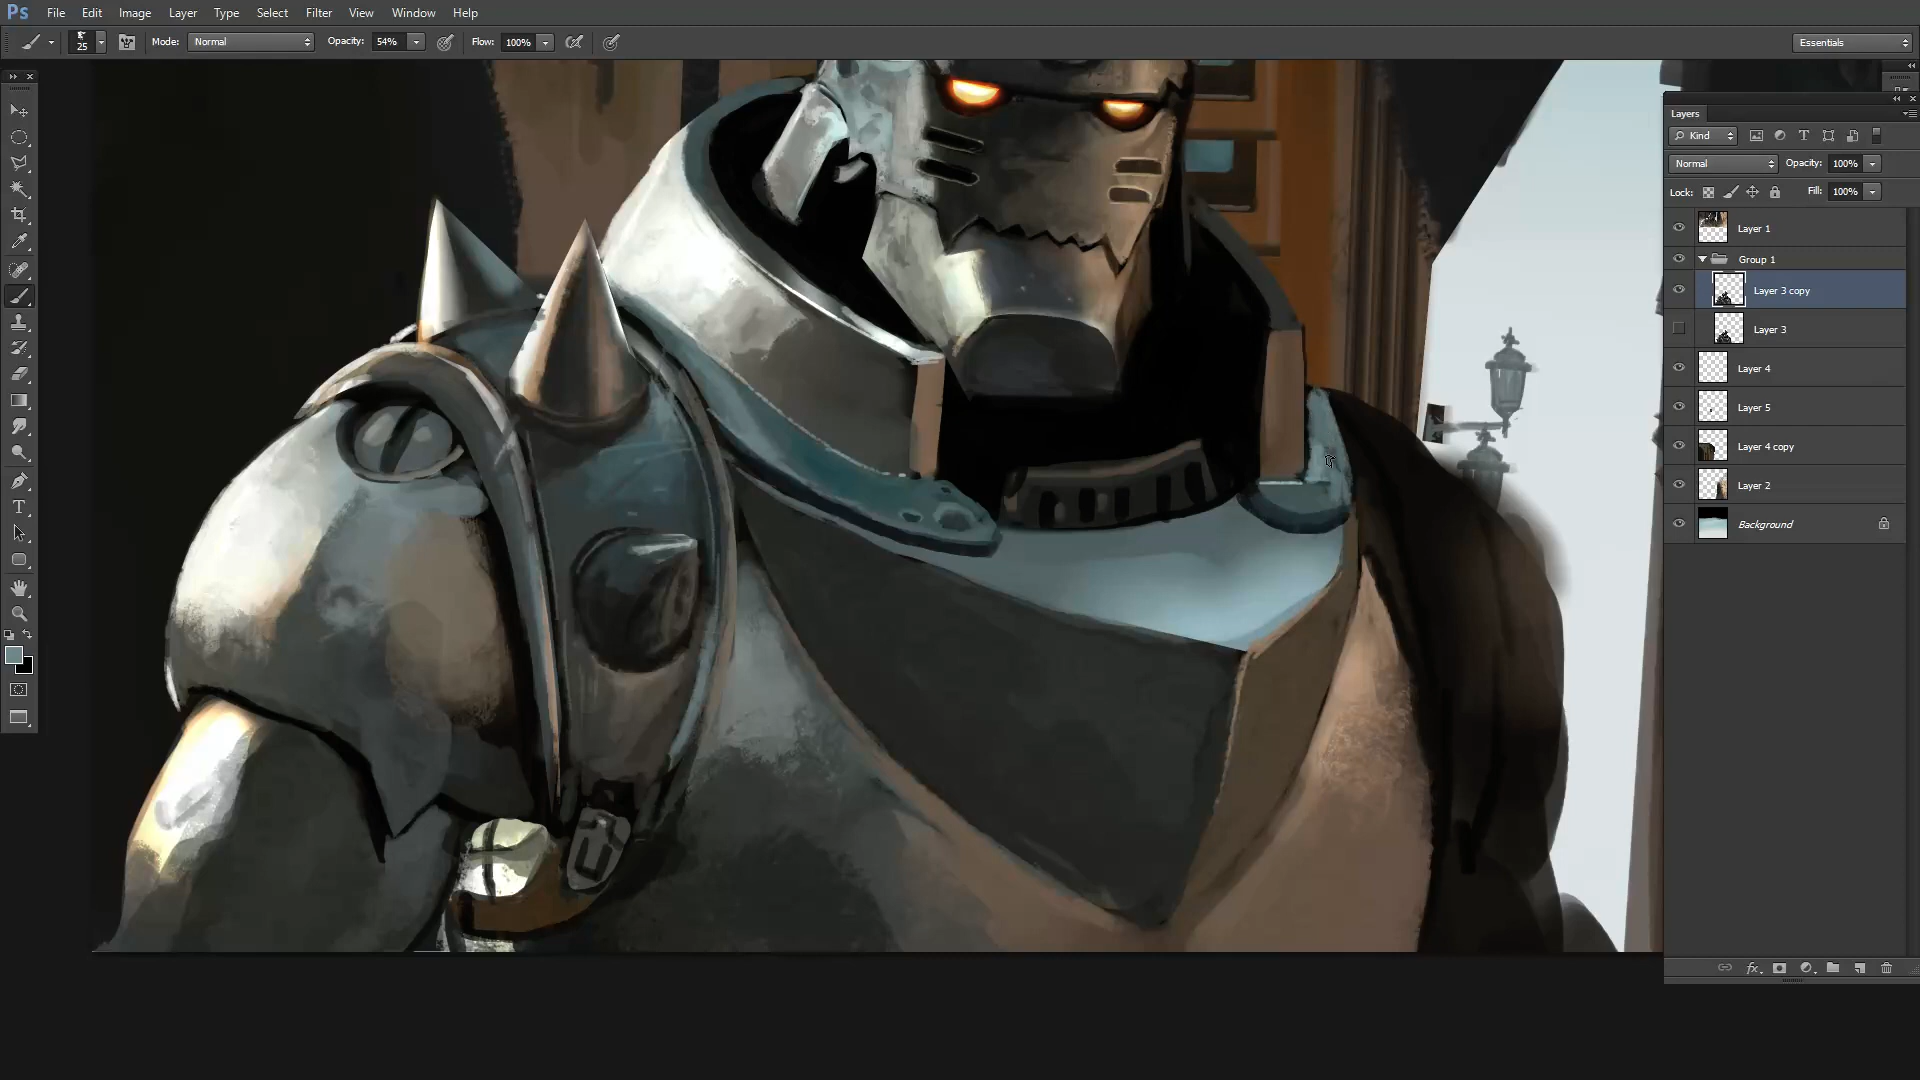 Ps File Edit Image Layer Type Select Filter View Window Help
25 Mode: Normal Opacity: 54% Flow: 100% Essentials
Layers
Kind
Normal Opacity: 100%
Lock: Fill: 100%
Layer 1
Group 1
Layer 3 copy
Layer 3
Layer 4
Layer 5
Layer 4 copy
Layer 2
Background
fx